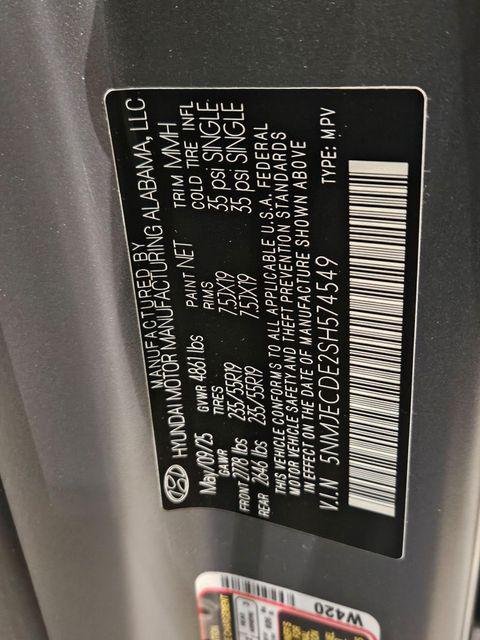 MANUFACTURED BY
HYUNDAI MOTOR MANUFACTURING ALABAMA, LLC
May/09/25 GVWR 4861 lbs PAINT NET TRIM MMH
GAWR TIRES RIMS COLD TIRE INFL
FRONT 2778 lbs 235/55R19 7.5JX19 35 psi SINGLE
REAR 2646 lbs 235/55R19 7.5JX19 35 psi SINGLE
THIS VEHICLE CONFORMS TO ALL APPLICABLE U.S.A. FEDERAL
MOTOR VEHICLE SAFETY AND THEFT PREVENTION STANDARDS
IN EFFECT ON THE DATE OF MANUFACTURE SHOWN ABOVE
V.I.N 5NMJECDE2SH574549 TYPE: MPV
W420